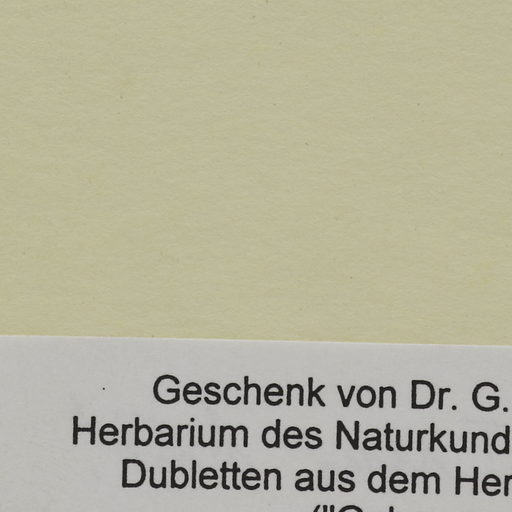 Geschenk von Dr. G.
Herbarium des Naturkund
Dubletten aus dem Her